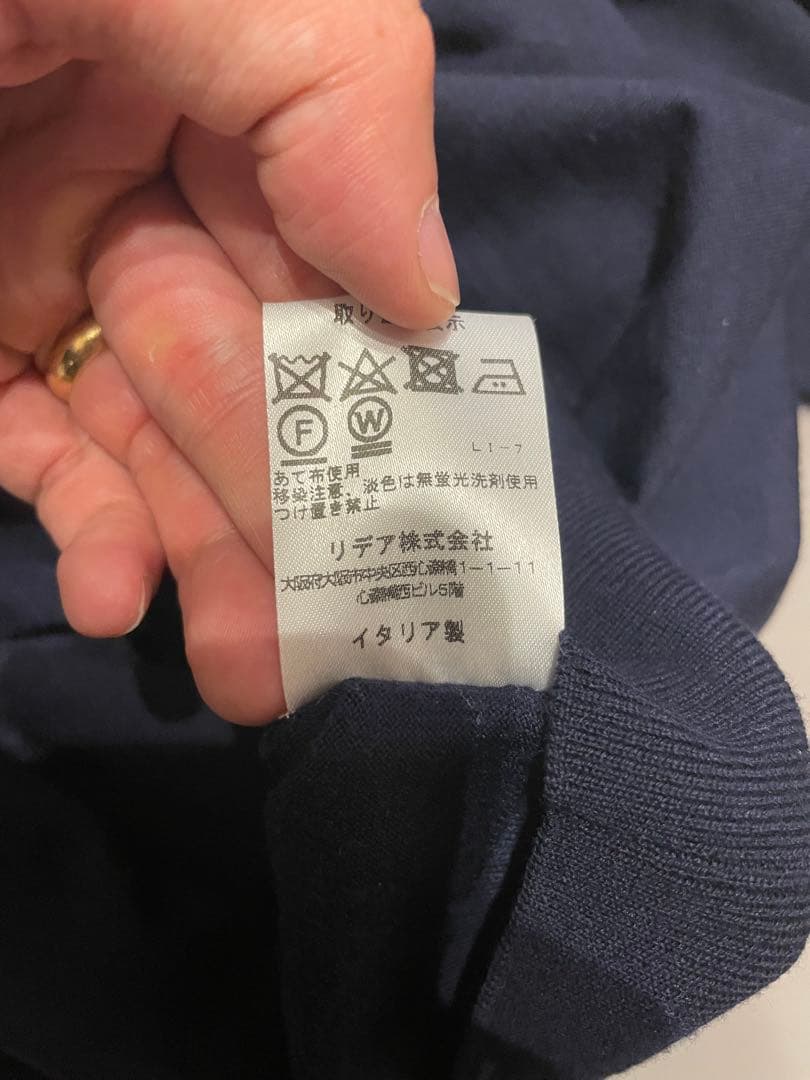 取り
F W
LI-7
あて布使用
移染注意、淡色は無蛍光洗剤使用
つけ置き禁止
リデア株式会社
大阪府大阪市中央区西心斎橋1-1-11
心斎橋西ビル5階
イタリア製